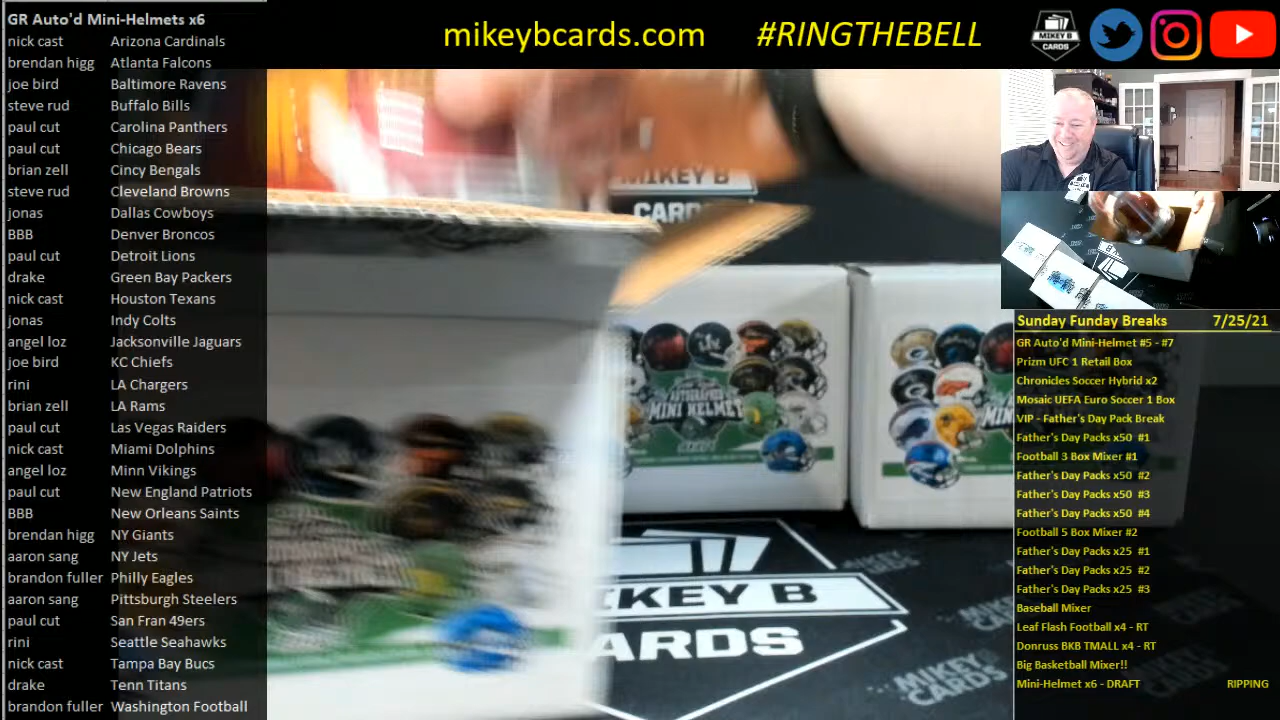 GR Auto'd Mini-Helmets x6
nick cast Arizona Cardinals
brendan higg Atlanta Falcons
joe bird Baltimore Ravens
steve rud Buffalo Bills
paul cut Carolina Panthers
paul cut Chicago Bears
brian zell Cincy Bengals
steve rud Cleveland Browns
jonas Dallas Cowboys
BBB Denver Broncos
paul cut Detroit Lions
drake Green Bay Packers
nick cast Houston Texans
jonas Indy Colts
angel loz Jacksonville Jaguars
joe bird KC Chiefs
rini LA Chargers
brian zell LA Rams
paul cut Las Vegas Raiders
nick cast Miami Dolphins
angel loz Minn Vikings
paul cut New England Patriots
BBB New Orleans Saints
brendan higg NY Giants
aaron sang NY Jets
brandon fuller Philly Eagles
aaron sang Pittsburgh Steelers
paul cut San Fran 49ers
rini Seattle Seahawks
nick cast Tampa Bay Bucs
drake Tenn Titans
brandon fuller Washington Football
mikeybcards.com #RINGTHEBELL
MIKEY B
CARDS
MIKEY B
CARDS
AUTOGRAPHED
MINI HELMET
MIKEY B
CARDS
MIKEY
CARDS
Sunday Funday Breaks 7/25/21
GR Auto'd Mini-Helmet #5 - #7
Prizm UFC 1 Retail Box
Chronicles Soccer Hybrid x2
Mosaic UEFA Euro Soccer 1 Box
VIP - Father's Day Pack Break
Father's Day Packs x50 #1
Football 3 Box Mixer #1
Father's Day Packs x50 #2
Father's Day Packs x50 #3
Father's Day Packs x50 #4
Football 5 Box Mixer #2
Father's Day Packs x25 #1
Father's Day Packs x25 #2
Father's Day Packs x25 #3
Baseball Mixer
Leaf Flash Football x4 - RT
Donruss BKB TMALL x4 - RT
Big Basketball Mixer!!
Mini-Helmet x6 - DRAFT RIPPING